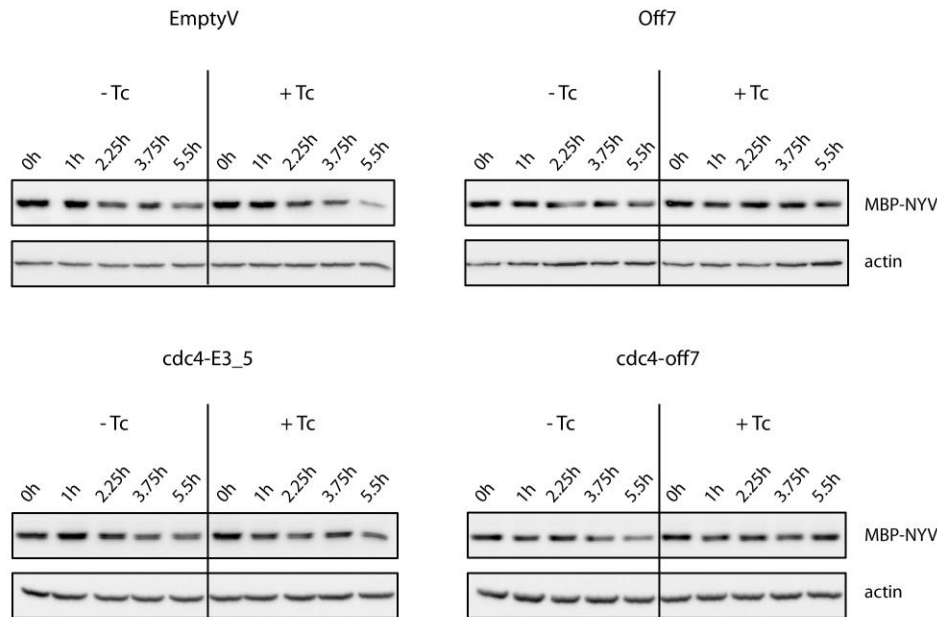 EmptyV
Off7
- Tc + Tc
- Tc + Tc
0h 1h 2.25h 3.75h 5.5h 0h 1h 2.25h 3.75h 5.5h
0h 1h 2.25h 3.75h 5.5h 0h 1h 2.25h 3.75h 5.5h
MBP-NYV
actin
cdc4-E3_5
cdc4-off7
- Tc + Tc
- Tc + Tc
0h 1h 2.25h 3.75h 5.5h 0h 1h 2.25h 3.75h 5.5h
0h 1h 2.25h 3.75h 5.5h 0h 1h 2.25h 3.75h 5.5h
MBP-NYV
actin